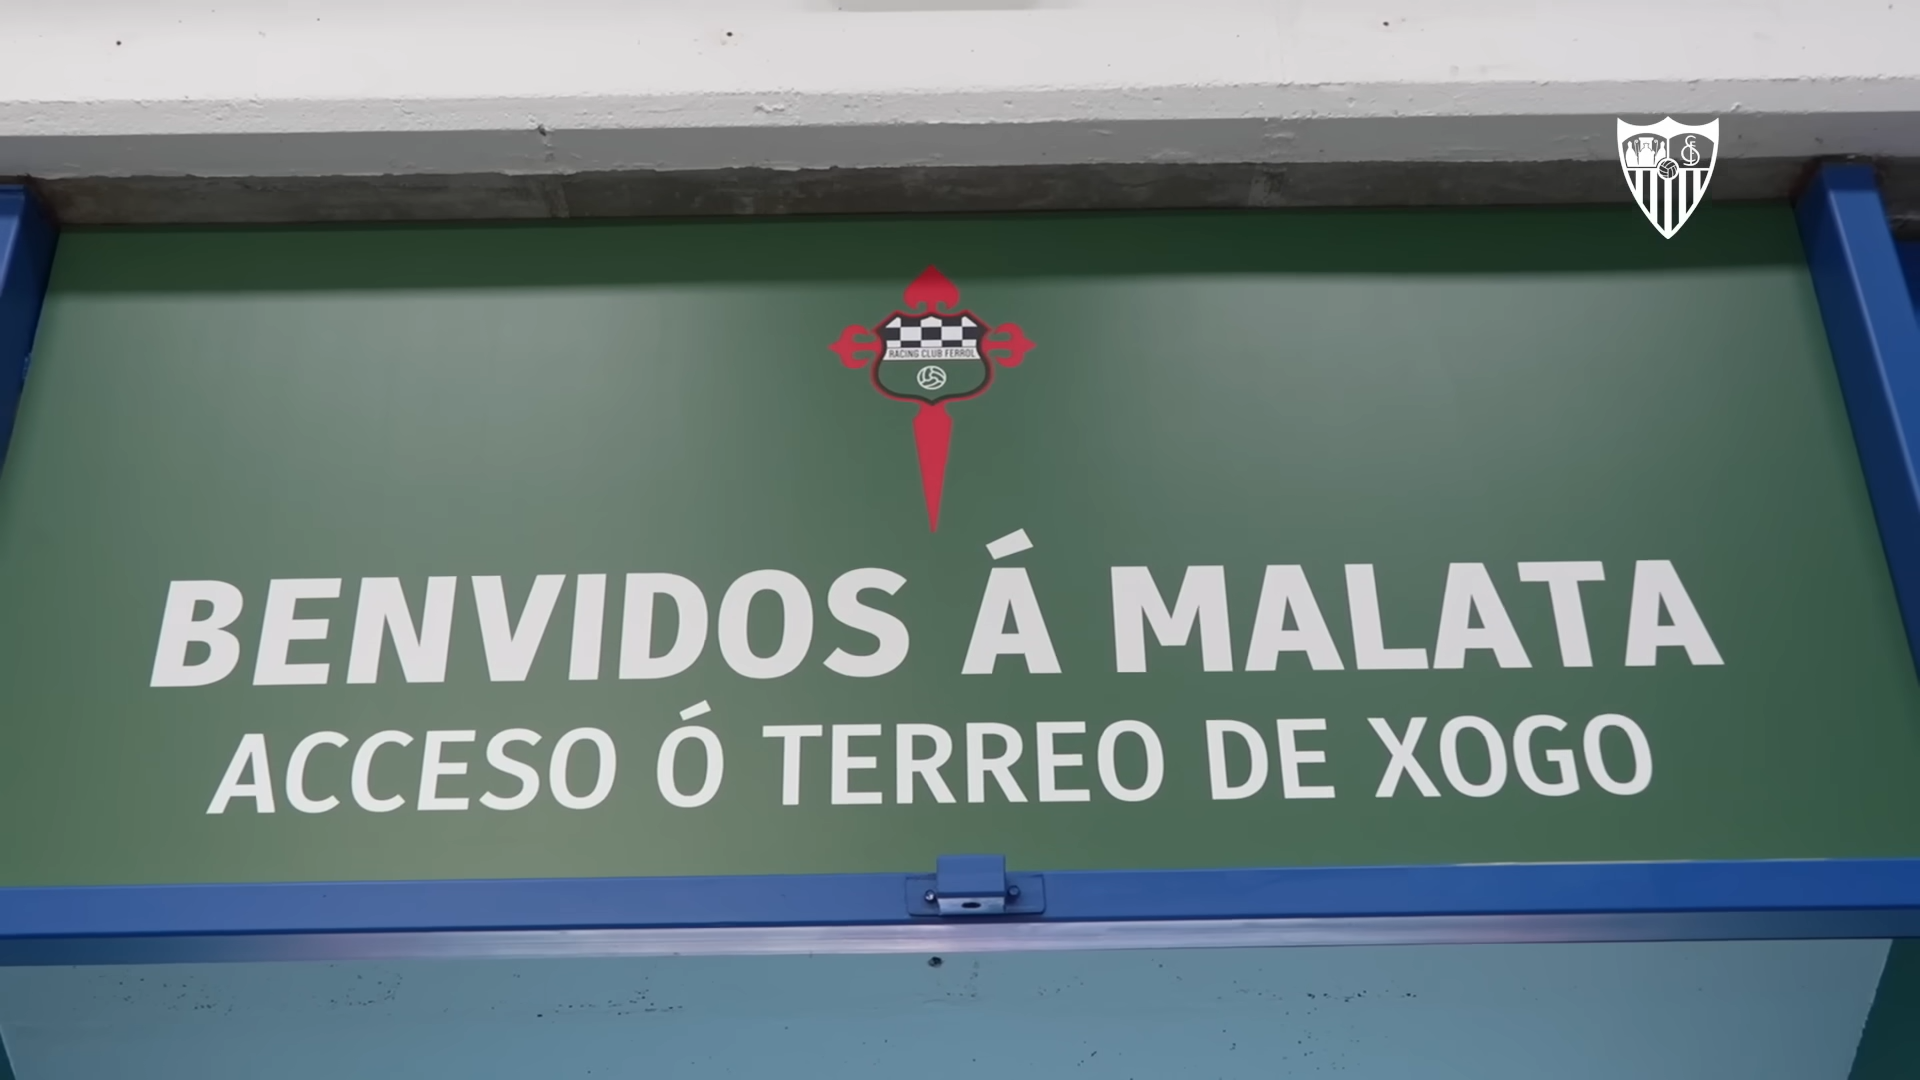 RACING CLUB FERROL
BENVIDOS Á MALATA
ACCESO Ó TERREO DE XOGO